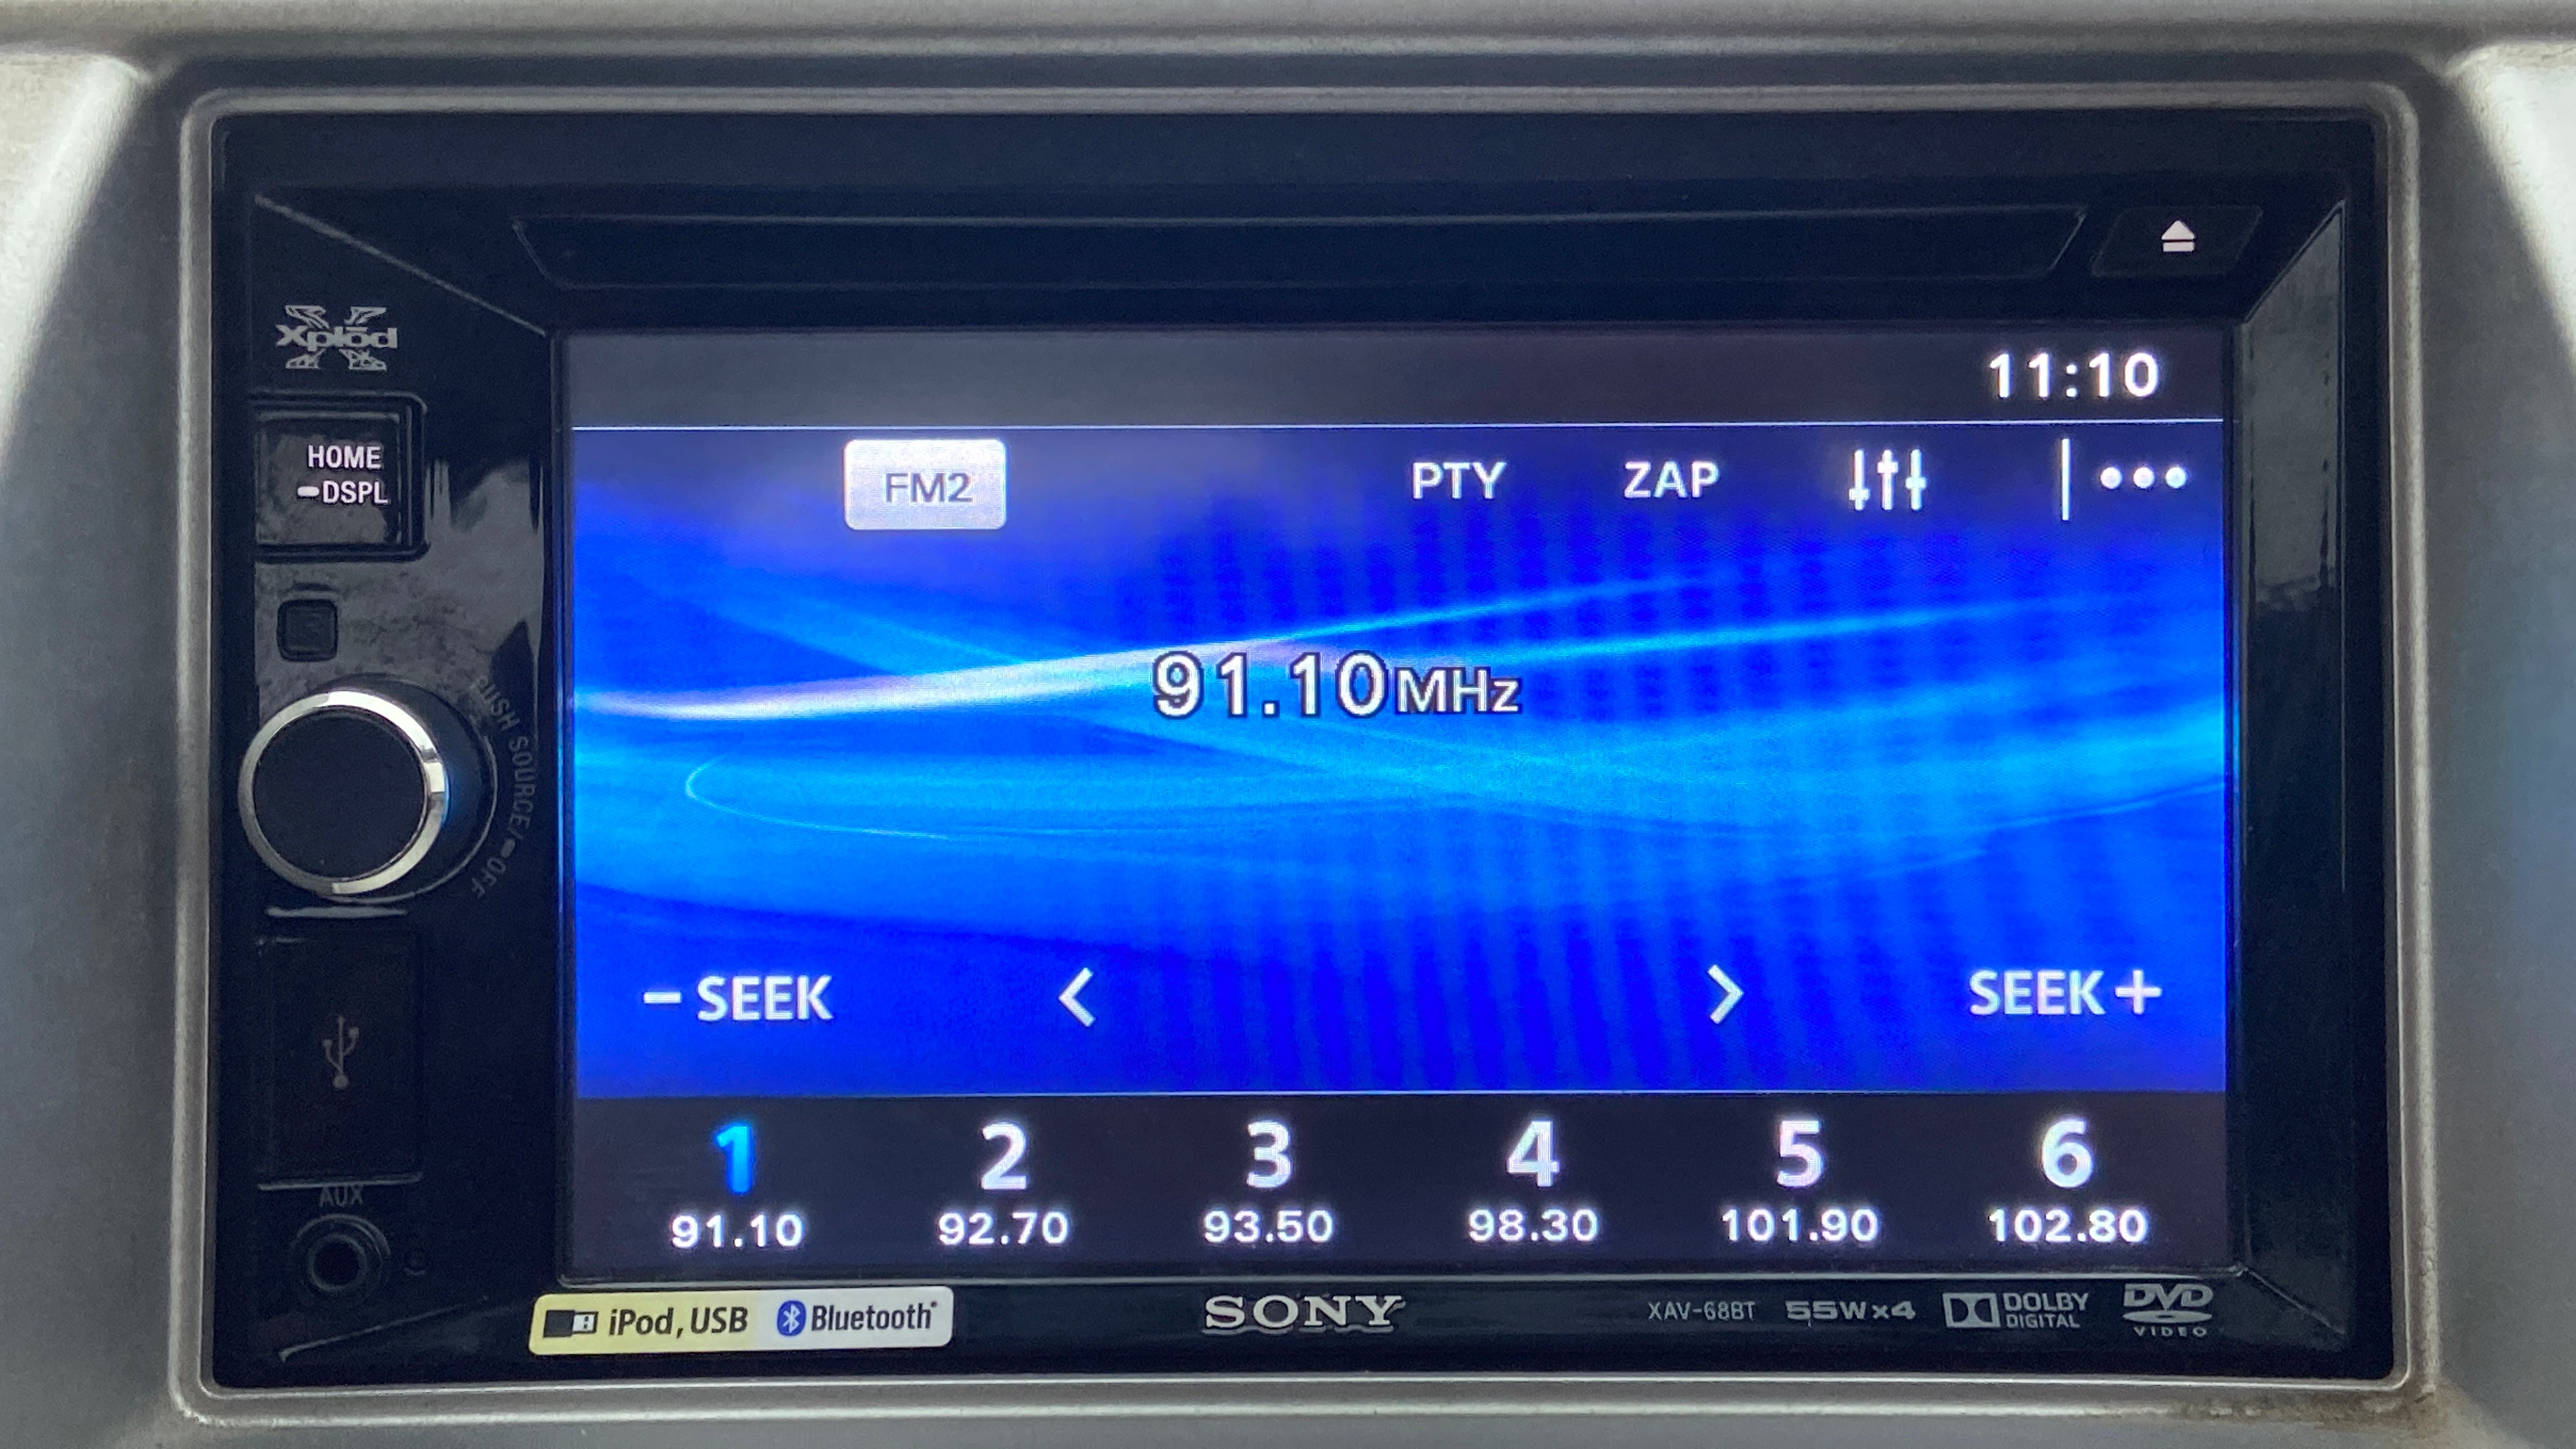 Xplōd
11:10
HOME
-DSPL
FM2 PTY ZAP
PUSH SOURCE/-OFF
91.10MHz
- SEEK < > SEEK +
1 2 3 4 5 6
91.10 92.70 93.50 98.30 101.90 102.80
AUX
iPod, USB Bluetooth®
SONY
XAV-68BT 55W×4 DOLBY DIGITAL DVD VIDEO